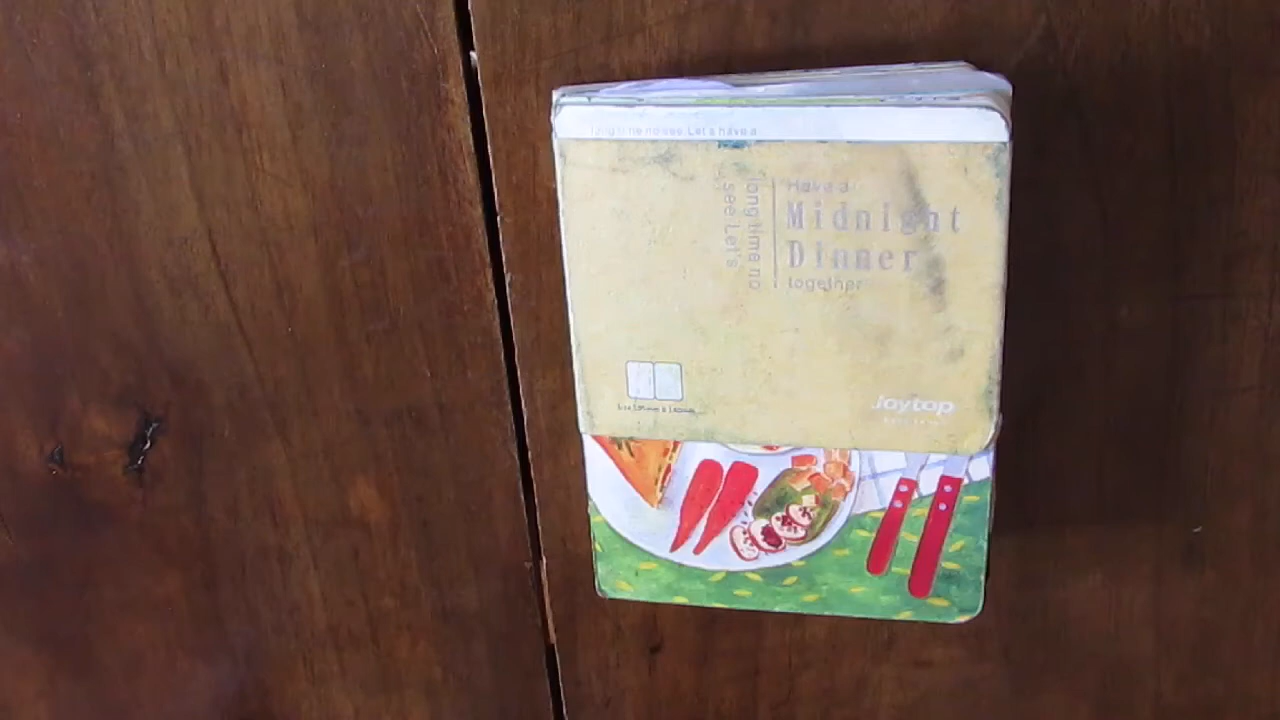 long time no see Let's have a
Have a
Midnight
Dinner
together
long time no
see Let's
Joytop